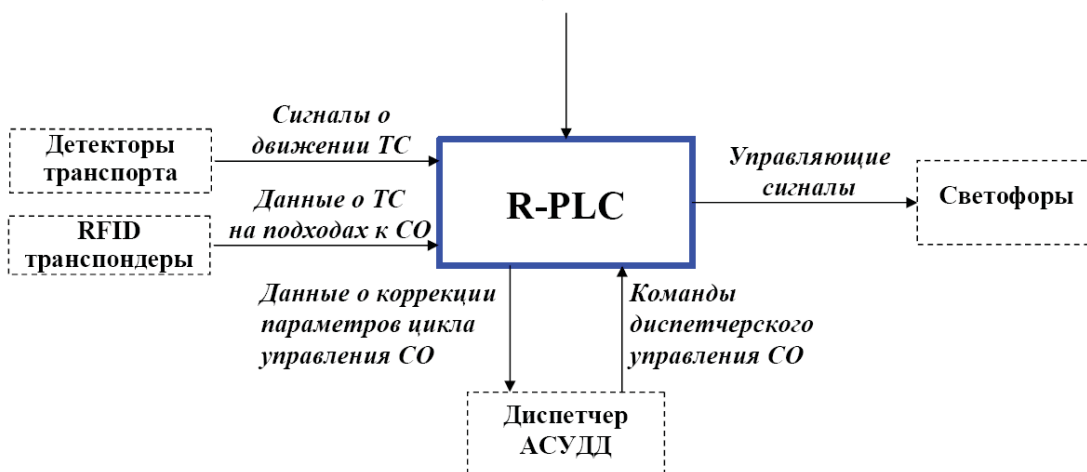 Сигналы о
движении ТС
Детекторы
транспорта
Данные о ТС
на подходах к СО
RFID
транспондеры
R-PLC
Управляющие
сигналы
Светофоры
Данные о коррекции
параметров цикла
управления СО
Команды
диспетчерского
управления СО
Диспетчер
АСУДД